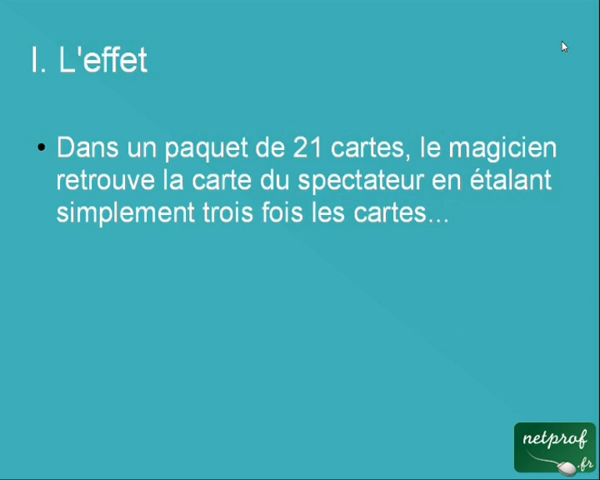 I. L'effet
• Dans un paquet de 21 cartes, le magicien
retrouve la carte du spectateur en étalant
simplement trois fois les cartes...
netprof
.fr